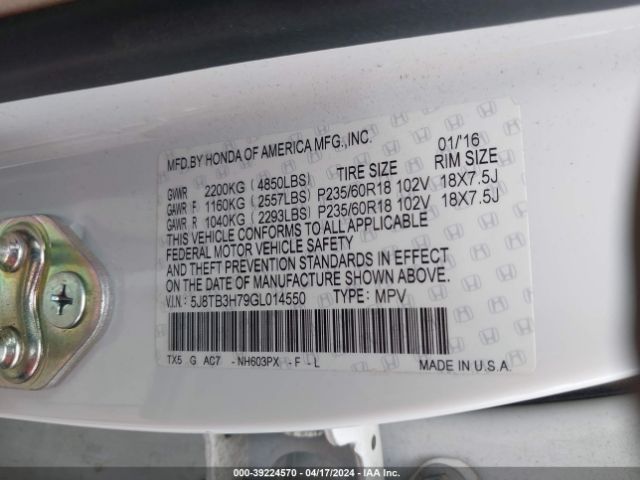 MFD.BY HONDA OF AMERICA MFG.,INC. 01/'16
TIRE SIZE RIM SIZE
GVWR 2200KG (4850LBS)
GAWR F 1160KG (2557LBS) P235/60R18 102V 18X7.5J
GAWR R 1040KG (2293LBS) P235/60R18 102V 18X7.5J
THIS VEHICLE CONFORMS TO ALL APPLICABLE
FEDERAL MOTOR VEHICLE SAFETY
AND THEFT PREVENTION STANDARDS IN EFFECT
ON THE DATE OF MANUFACTURE SHOWN ABOVE.
V.I.N.: 5J8TB3H79GL014550 TYPE: MPV
TX5 G AC7 - NH603PX - F - L
MADE IN U.S.A
000-39224570 - 04/17/2024 - IAA Inc.